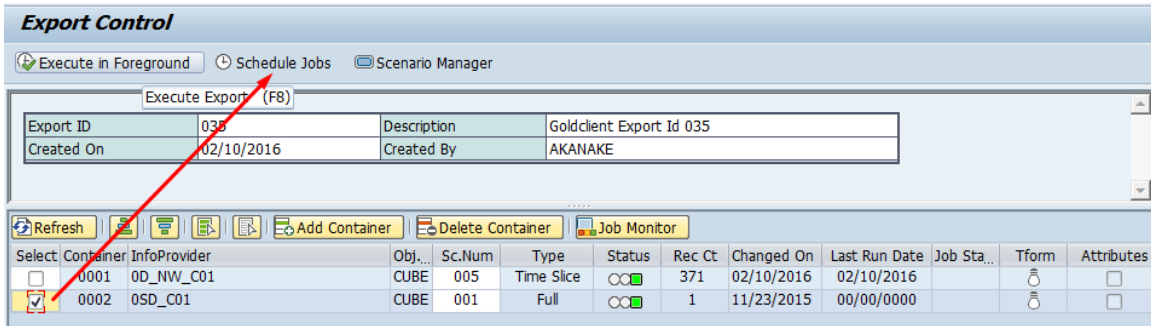 Export Control
Execute in Foreground Schedule Jobs Scenario Manager
Execute Export (F8)
Export ID 035 Description Goldclient Export Id 035
Created On 02/10/2016 Created By AKANAKE
Refresh Add Container Delete Container Job Monitor
Select Container InfoProvider Obj... Sc.Num Type Status Rec Ct Changed On Last Run Date Job Sta... Tform Attributes
0001 0D_NW_C01 CUBE 005 Time Slice 371 02/10/2016 02/10/2016
0002 0SD_C01 CUBE 001 Full 1 11/23/2015 00/00/0000